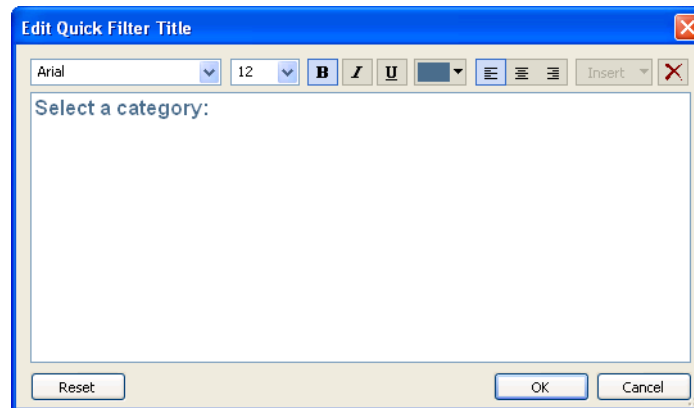 Edit Quick Filter Title
Arial 12 B I U Insert
Select a category:
Reset OK Cancel